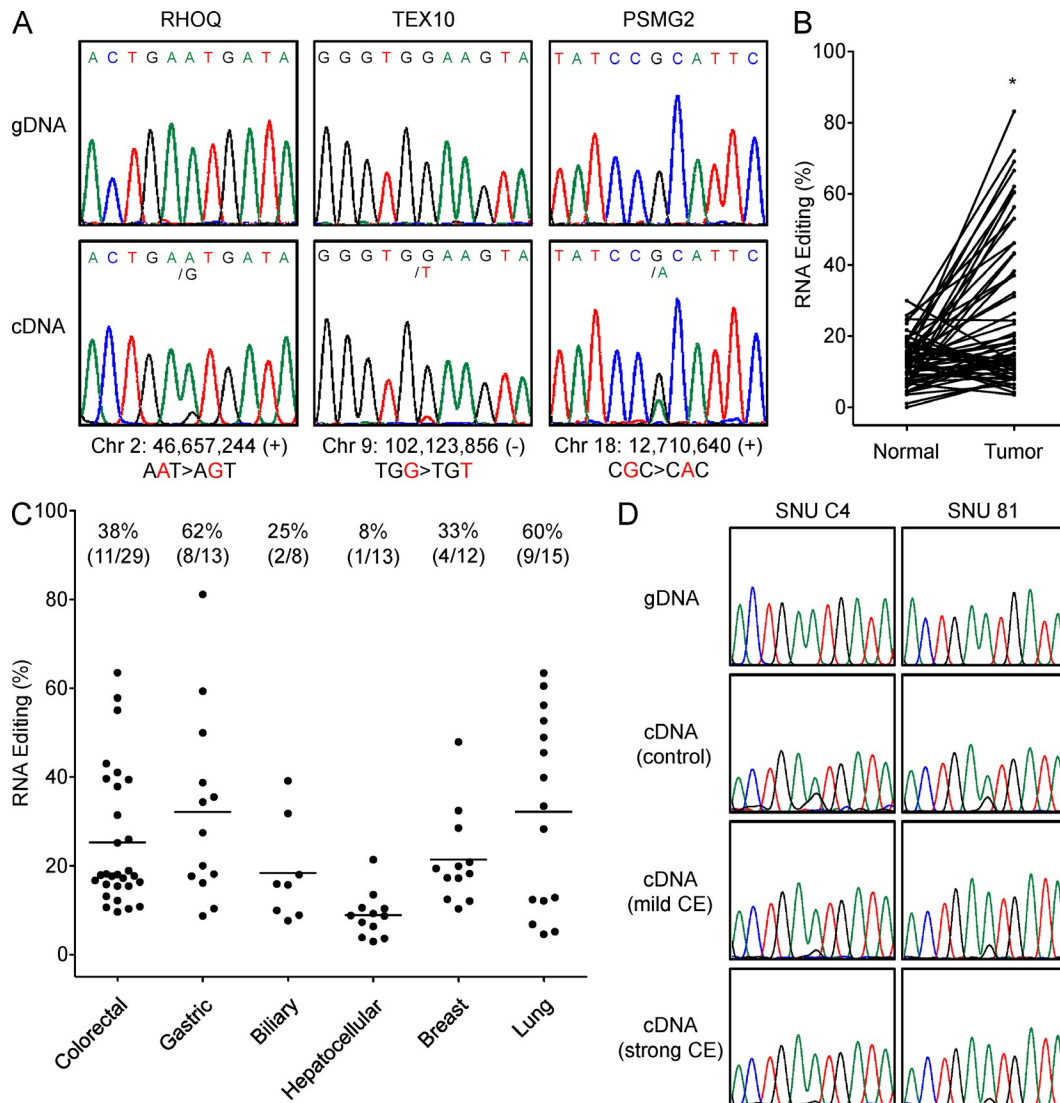 A
RHOQ
TEX10
PSMG2
gDNA
A C T G A A T G A T A
G G G T G G A A G T A
T A T C C G C A T T C
cDNA
A C T G A A T G A T A
/G
G G G T G G A A G T A
/T
T A T C C G C A T T C
/A
Chr 2: 46,657,244 (+)
AAT>AGT
Chr 9: 102,123,856 (-)
TGG>TGT
Chr 18: 12,710,640 (+)
CGC>CAC
B
RNA Editing (%)
100
80
60
40
20
0
*
Normal
Tumor
C
RNA Editing (%)
100
80
60
40
20
0
38%
(11/29)
62%
(8/13)
25%
(2/8)
8%
(1/13)
33%
(4/12)
60%
(9/15)
Colorectal
Gastric
Biliary
Hepatocellular
Breast
Lung
D
SNU C4
SNU 81
gDNA
cDNA
(control)
cDNA
(mild CE)
cDNA
(strong CE)